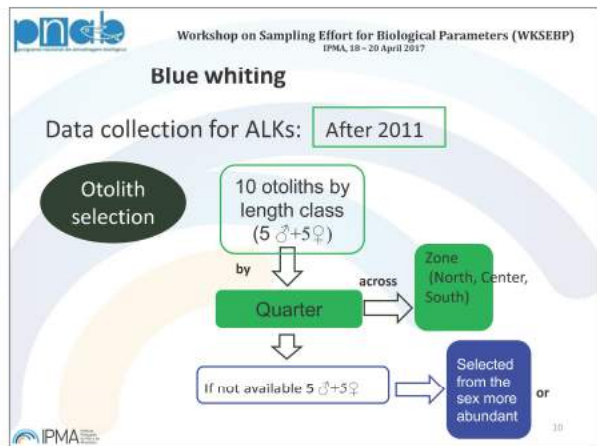 pnab
Workshop on Sampling Effort for Biological Parameters (WKSEBP)
IPMA, 18 – 20 April 2017
Blue whiting
Data collection for ALKs:
After 2011
Otolith
selection
10 otoliths by
length class
(5 ♂+5♀)
by
Quarter
across
Zone
(North, Center,
South)
If not available 5 ♂+5♀
Selected
from the
sex more
abundant
or
IPMA
10